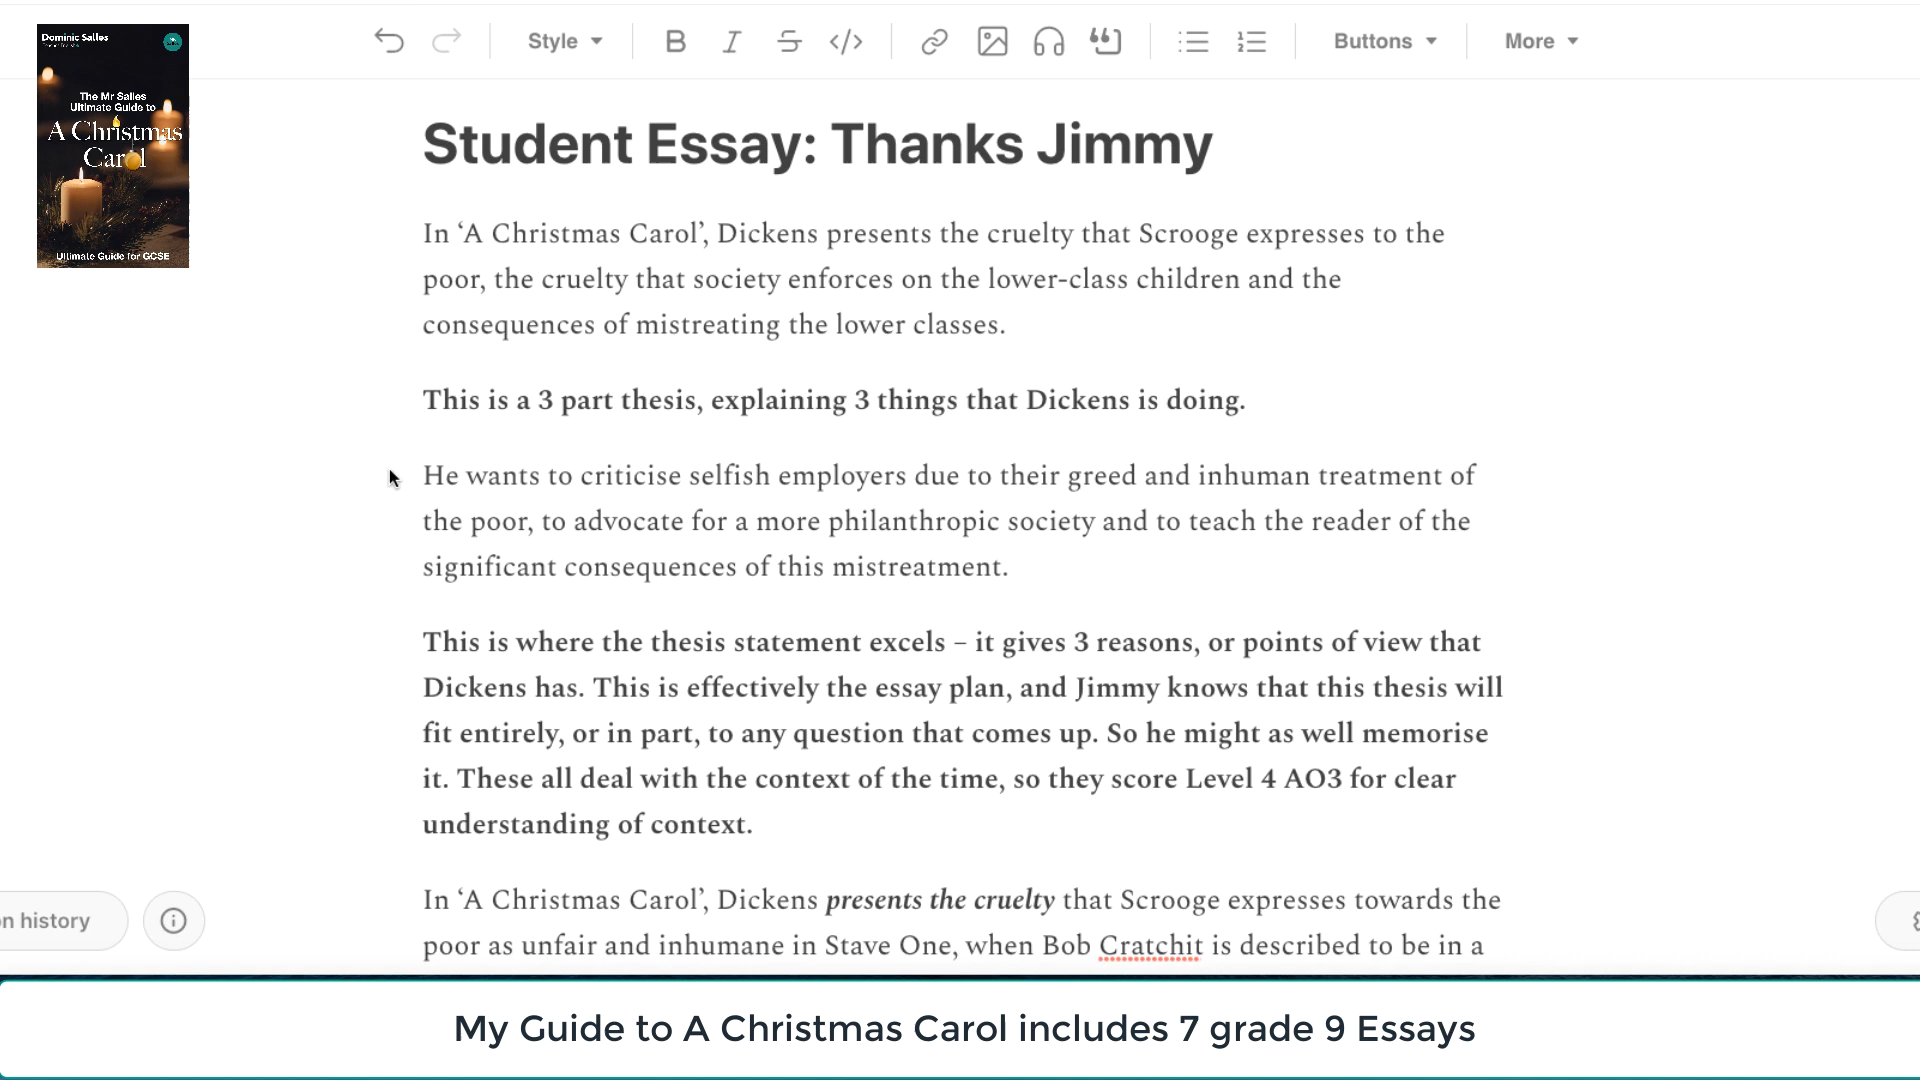 Dominic Salles
The Mr Salles
Ultimate Guide to
A Christmas
Carol
Ultimate Guide for GCSE
Style
Buttons
More
Student Essay: Thanks Jimmy
In ‘A Christmas Carol’, Dickens presents the cruelty that Scrooge expresses to the
poor, the cruelty that society enforces on the lower-class children and the
consequences of mistreating the lower classes.
This is a 3 part thesis, explaining 3 things that Dickens is doing.
He wants to criticise selfish employers due to their greed and inhuman treatment of
the poor, to advocate for a more philanthropic society and to teach the reader of the
significant consequences of this mistreatment.
This is where the thesis statement excels – it gives 3 reasons, or points of view that
Dickens has. This is effectively the essay plan, and Jimmy knows that this thesis will
fit entirely, or in part, to any question that comes up. So he might as well memorise
it. These all deal with the context of the time, so they score Level 4 AO3 for clear
understanding of context.
In ‘A Christmas Carol’, Dickens presents the cruelty that Scrooge expresses towards the
poor as unfair and inhumane in Stave One, when Bob Cratchit is described to be in a
n history
My Guide to A Christmas Carol includes 7 grade 9 Essays